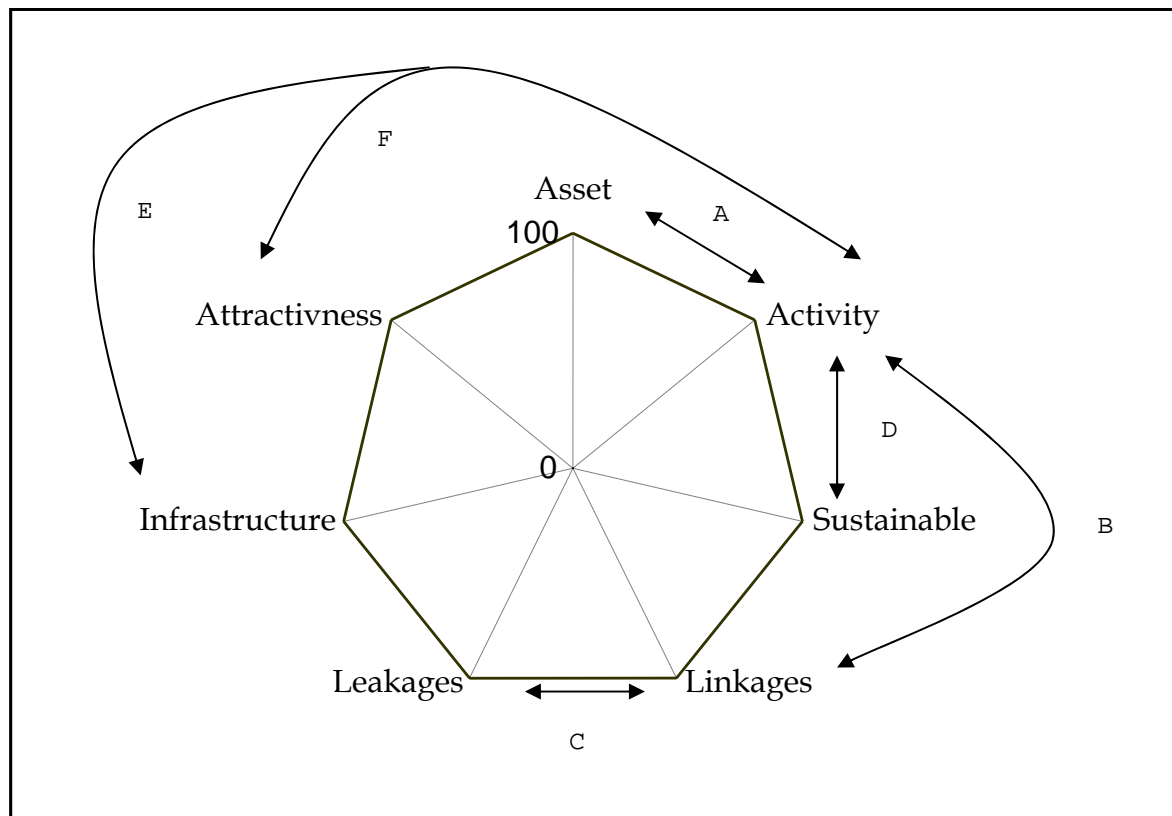 F
Asset
A
E
100
Attractivness
Activity
D
0
Infrastructure
Sustainable
B
Leakages
Linkages
C